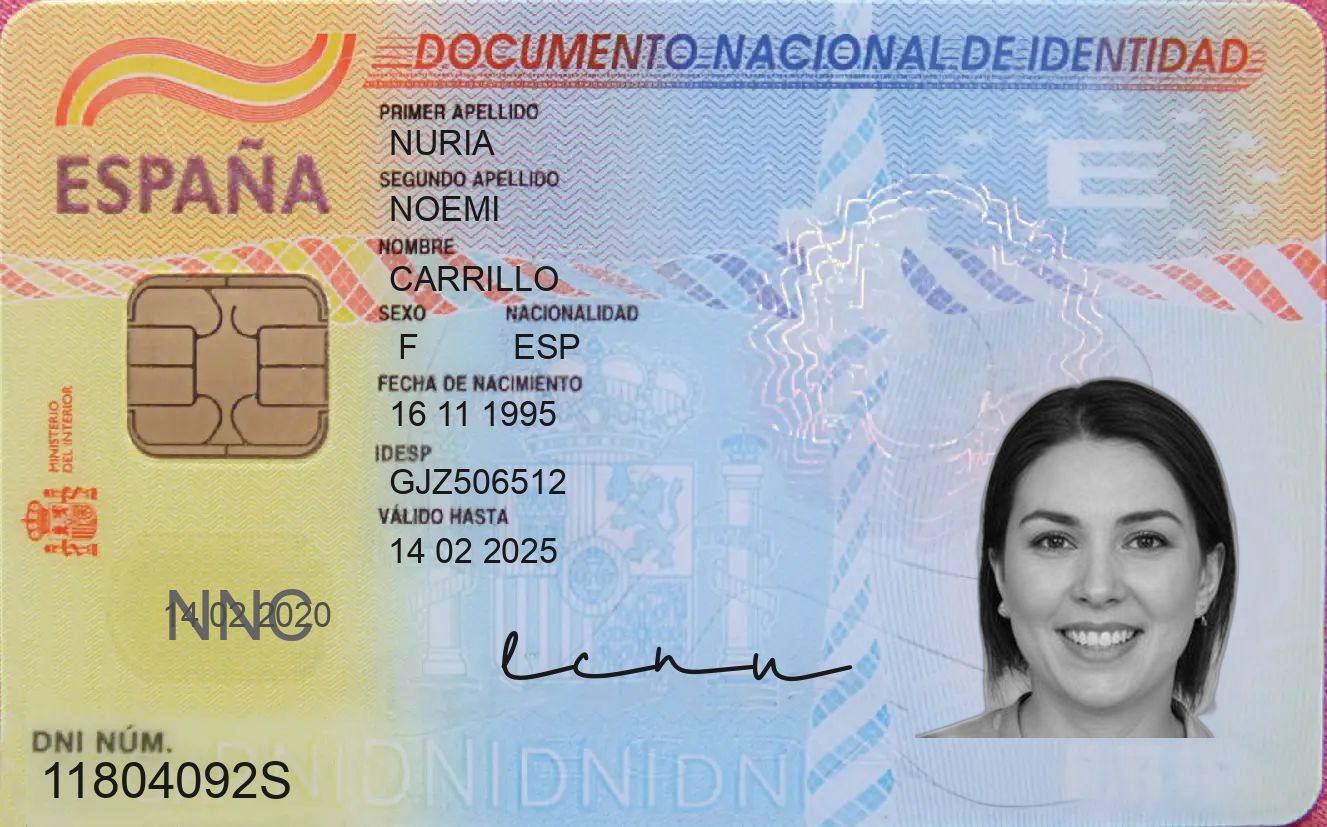 DOCUMENTO NACIONAL DE IDENTIDAD
ESPAÑA
PRIMER APELLIDO
NURIA
SEGUNDO APELLIDO
NOEMI
NOMBRE
CARRILLO
SEXO NACIONALIDAD
F ESP
FECHA DE NACIMIENTO
16 11 1995
IDESP
GJZ506512
VÁLIDO HASTA
14 02 2025
MINISTERIO
DEL INTERIOR
E
NNC
14 02 2020
lcnn
DNI NÚM.
11804092S
DNIDNIDNIDNI